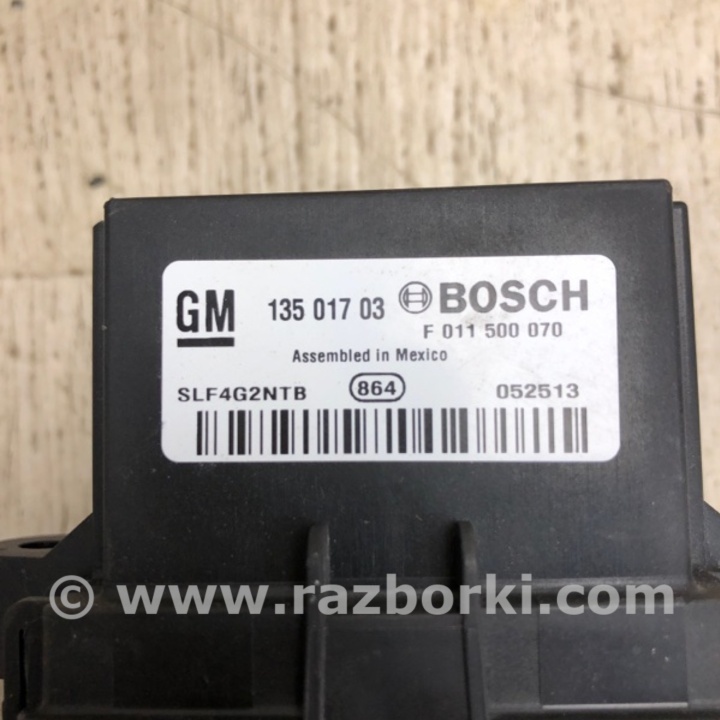 GM 135 017 03 BOSCH
F 011 500 070
Assembled in Mexico
SLF4G2NTB 864 052513
© www.razborki.com